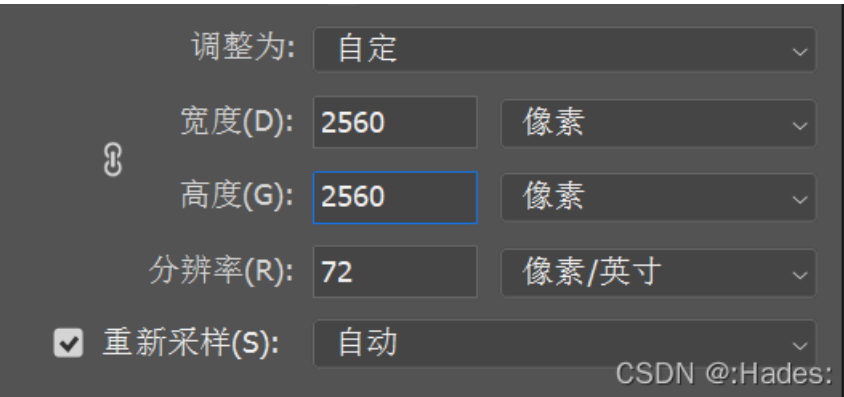 调整为: 自定
宽度(D): 2560 像素
高度(G): 2560 像素
分辨率(R): 72 像素/英寸
重新采样(S): 自动
CSDN @:Hades: